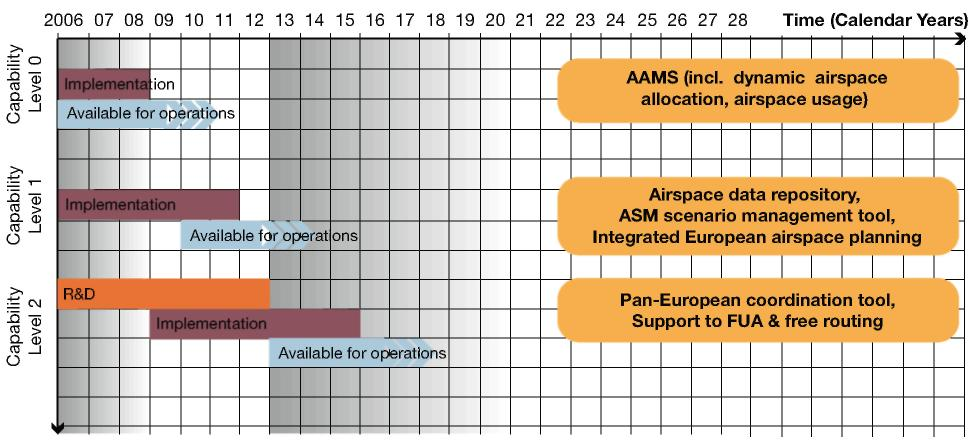 2006 07 08 09 10 11 12 13 14 15 16 17 18 19 20 21 22 23 24 25 26 27 28 Time (Calendar Years)
Capability
Level 0
Implementation
Available for operations
AAMS (incl. dynamic airspace
allocation, airspace usage)
Capability
Level 1
Implementation
Available for operations
Airspace data repository,
ASM scenario management tool,
Integrated European airspace planning
Capability
Level 2
R&D
Implementation
Available for operations
Pan-European coordination tool,
Support to FUA & free routing